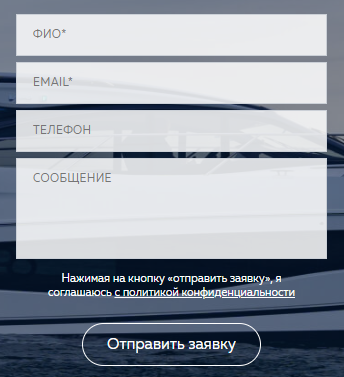 ФИО*
EMAIL*
ТЕЛЕФОН
СООБЩЕНИЕ
Нажимая на кнопку «отправить заявку», я
соглашаюсь с политикой конфиденциальности
Отправить заявку